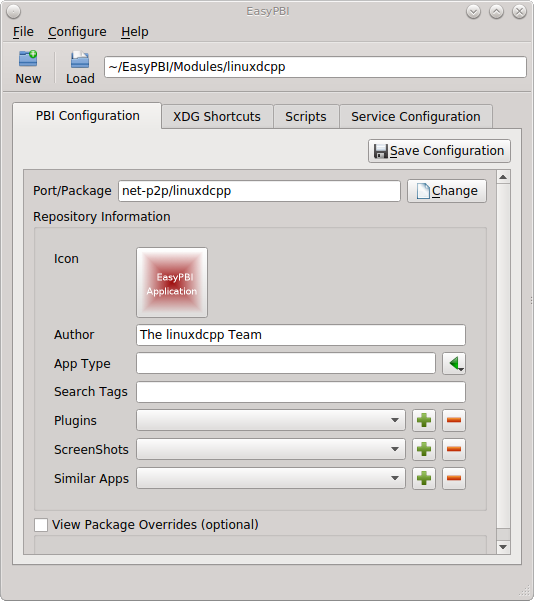 EasyPBI
File Configure Help
New Load ~/EasyPBI/Modules/linuxdcpp
PBI Configuration XDG Shortcuts Scripts Service Configuration
Save Configuration
Port/Package net-p2p/linuxdcpp Change
Repository Information
Icon
EasyPBI
Application
Author The linuxdcpp Team
App Type
Search Tags
Plugins
ScreenShots
Similar Apps
View Package Overrides (optional)